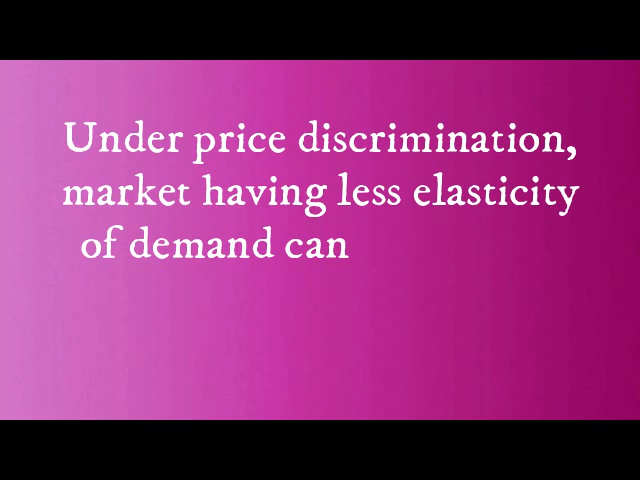 Under price discrimination,
market having less elasticity
of demand can